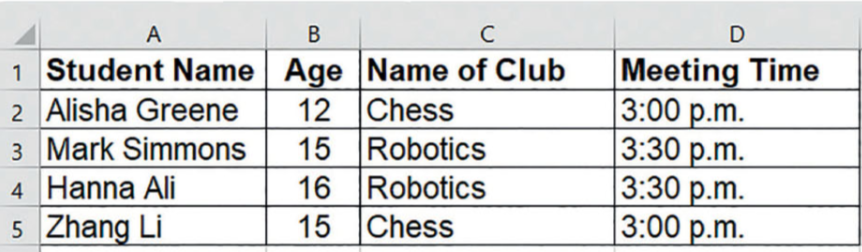 A B C D
1 Student Name Age Name of Club Meeting Time
2 Alisha Greene 12 Chess 3:00 p.m.
3 Mark Simmons 15 Robotics 3:30 p.m.
4 Hanna Ali 16 Robotics 3:30 p.m.
5 Zhang Li 15 Chess 3:00 p.m.